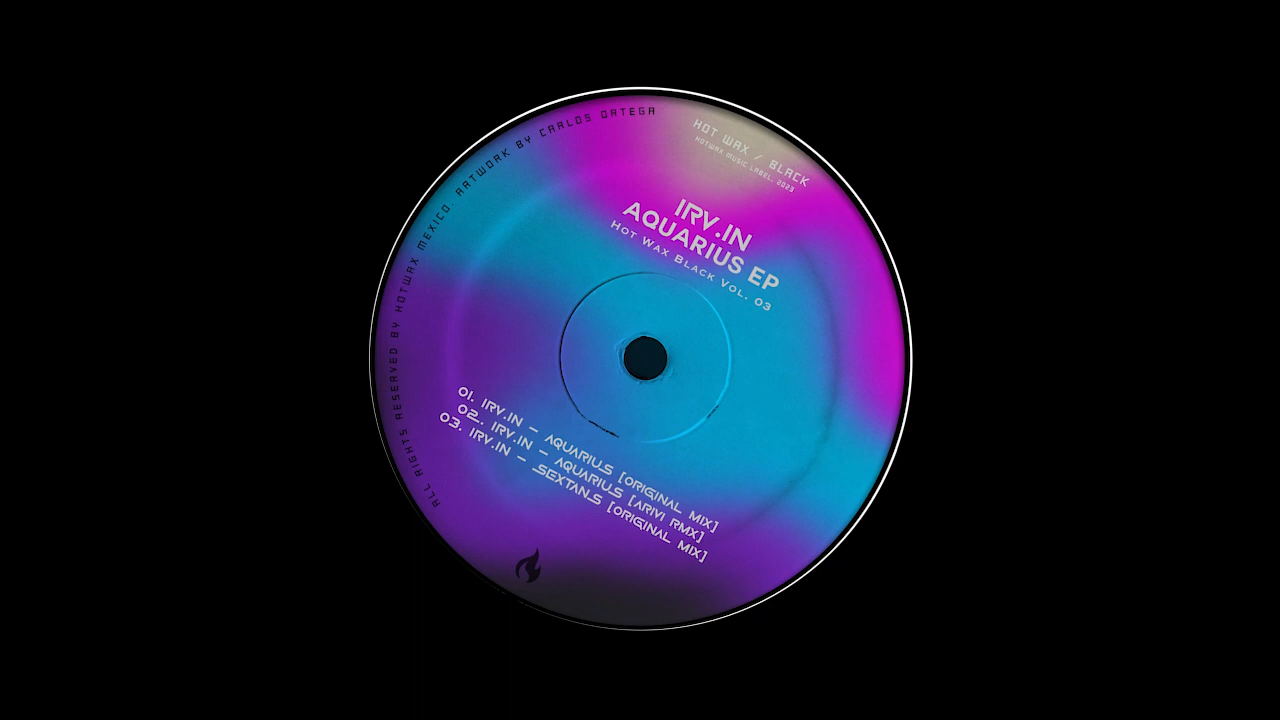 HOT WAX / BLACK
HOTWAX MUSIC LABEL, 2023
IRV.IN
AQUARIUS EP
HOT WAX BLACK VOL. 03
01. IRV.IN – AQUARIUS [ORIGINAL MIX]
02. IRV.IN – AQUARIUS [ARIVI RMX]
03. IRV.IN – SEXTANS [ORIGINAL MIX]
ALL RIGHTS RESERVED BY HOTWAX MEXICO. ARTWORK BY CARLOS ORTEGA